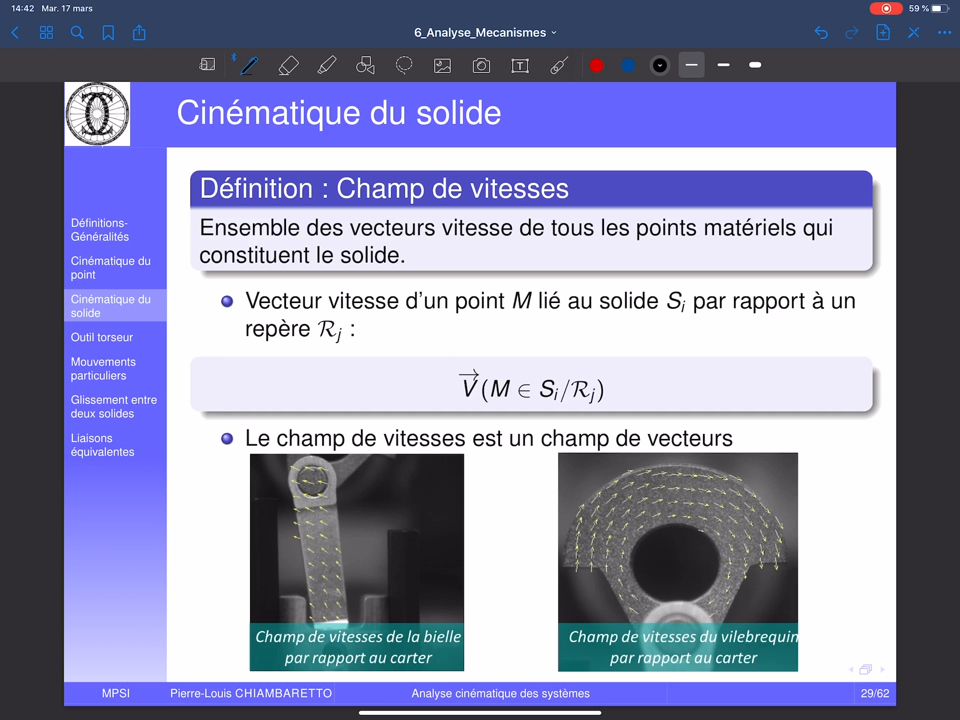 14:42 Mar. 17 mars
59 %
6_Analyse_Mecanismes
T
Cinématique du solide
Définitions-
Généralités
Cinématique du
point
Cinématique du
solide
Outil torseur
Mouvements
particuliers
Glissement entre
deux solides
Liaisons
équivalentes
Définition : Champ de vitesses
Ensemble des vecteurs vitesse de tous les points matériels qui
constituent le solide.
Vecteur vitesse d'un point M lié au solide Sᵢ par rapport à un
repère ℛⱼ :
V⃗(M ∈ Sᵢ/ℛⱼ)
Le champ de vitesses est un champ de vecteurs
Champ de vitesses de la bielle
par rapport au carter
Champ de vitesses du vilebrequin
par rapport au carter
MPSI Pierre-Louis CHIAMBARETTO Analyse cinématique des systèmes 29/62